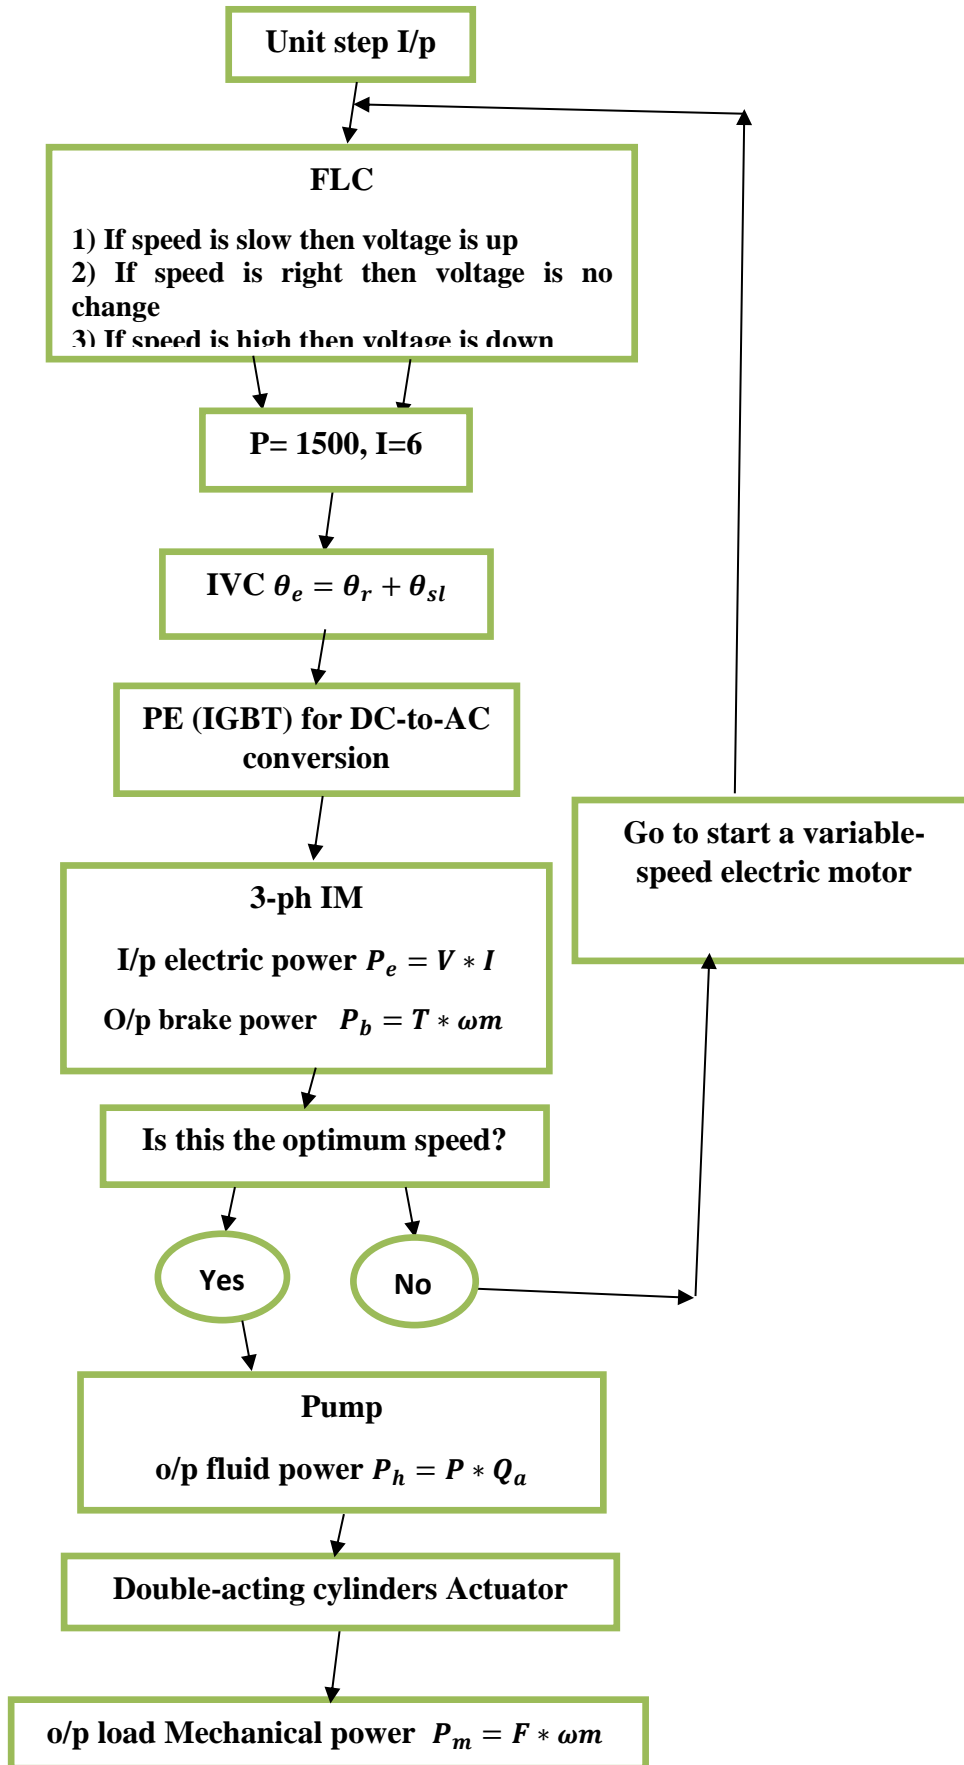 Unit step I/p
FLC
1) If speed is slow then voltage is up
2) If speed is right then voltage is no
change
3) If speed is high then voltage is down
P= 1500, I=6
IVC θₑ = θᵣ + θₛₗ
PE (IGBT) for DC-to-AC
conversion
Go to start a variable-
speed electric motor
3-ph IM
I/p electric power Pₑ = V ∗ I
O/p brake power P_b = T ∗ ωm
Is this the optimum speed?
Yes
No
Pump
o/p fluid power Pₕ = P ∗ Qₐ
Double-acting cylinders Actuator
o/p load Mechanical power Pₘ = F ∗ ωm